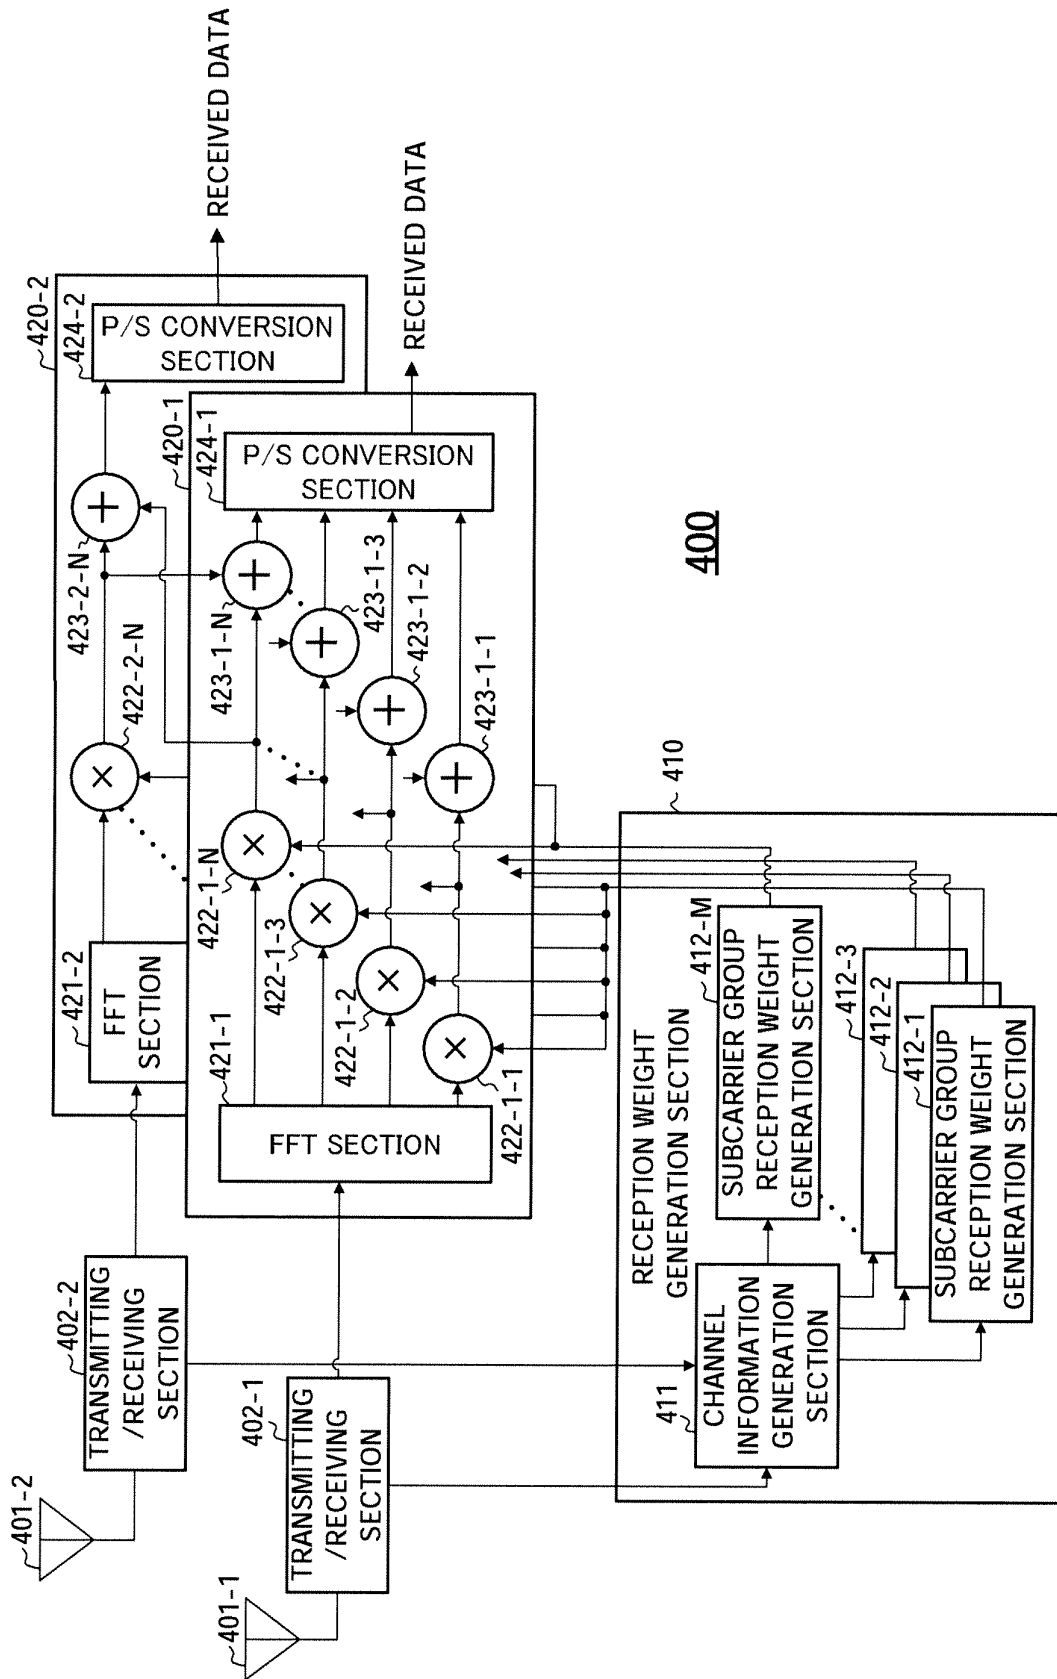 401-2
402-2
TRANSMITTING
/RECEIVING
SECTION
401-1
402-1
TRANSMITTING
/RECEIVING
SECTION
420-2
421-2
FFT
SECTION
422-2-N
423-2-N
424-2
P/S CONVERSION
SECTION
RECEIVED DATA
420-1
421-1
FFT SECTION
422-1-N
422-1-3
422-1-2
422-1-1
423-1-N
423-1-3
423-1-2
423-1-1
424-1
P/S CONVERSION
SECTION
RECEIVED DATA
410
RECEPTION WEIGHT
GENERATION SECTION
411
CHANNEL
INFORMATION
GENERATION
SECTION
412-M
SUBCARRIER GROUP
RECEPTION WEIGHT
GENERATION SECTION
412-3
412-2
412-1
SUBCARRIER GROUP
RECEPTION WEIGHT
GENERATION SECTION
400